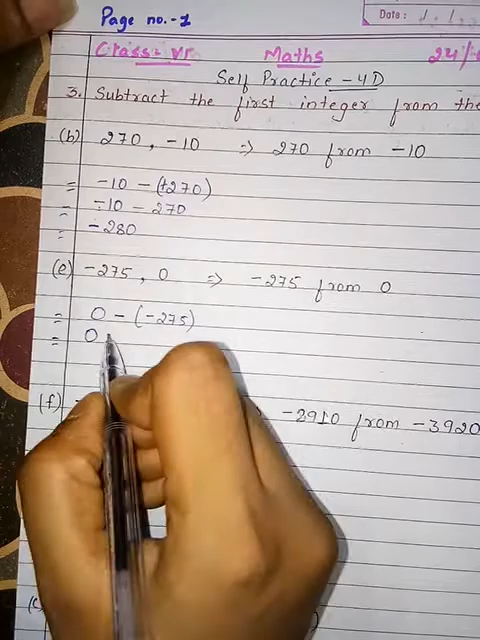 Page no.-1
Date:
Class - VI Maths 24/
Self Practice - 4D
3. Subtract the first integer from the
(b) 270, -10 ⇒ 270 from -10
= -10 - (+270)
= -10 - 270
= -280
(e) -275, 0 ⇒ -275 from 0
= 0 - (-275)
= 0
(f) -2910 from -3920